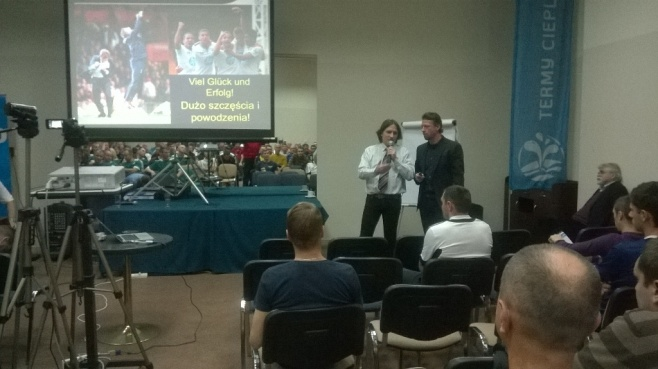 Viel Glück und
Erfolg!
Dużo szczęścia i
powodzenia!
TERMY CIEPL